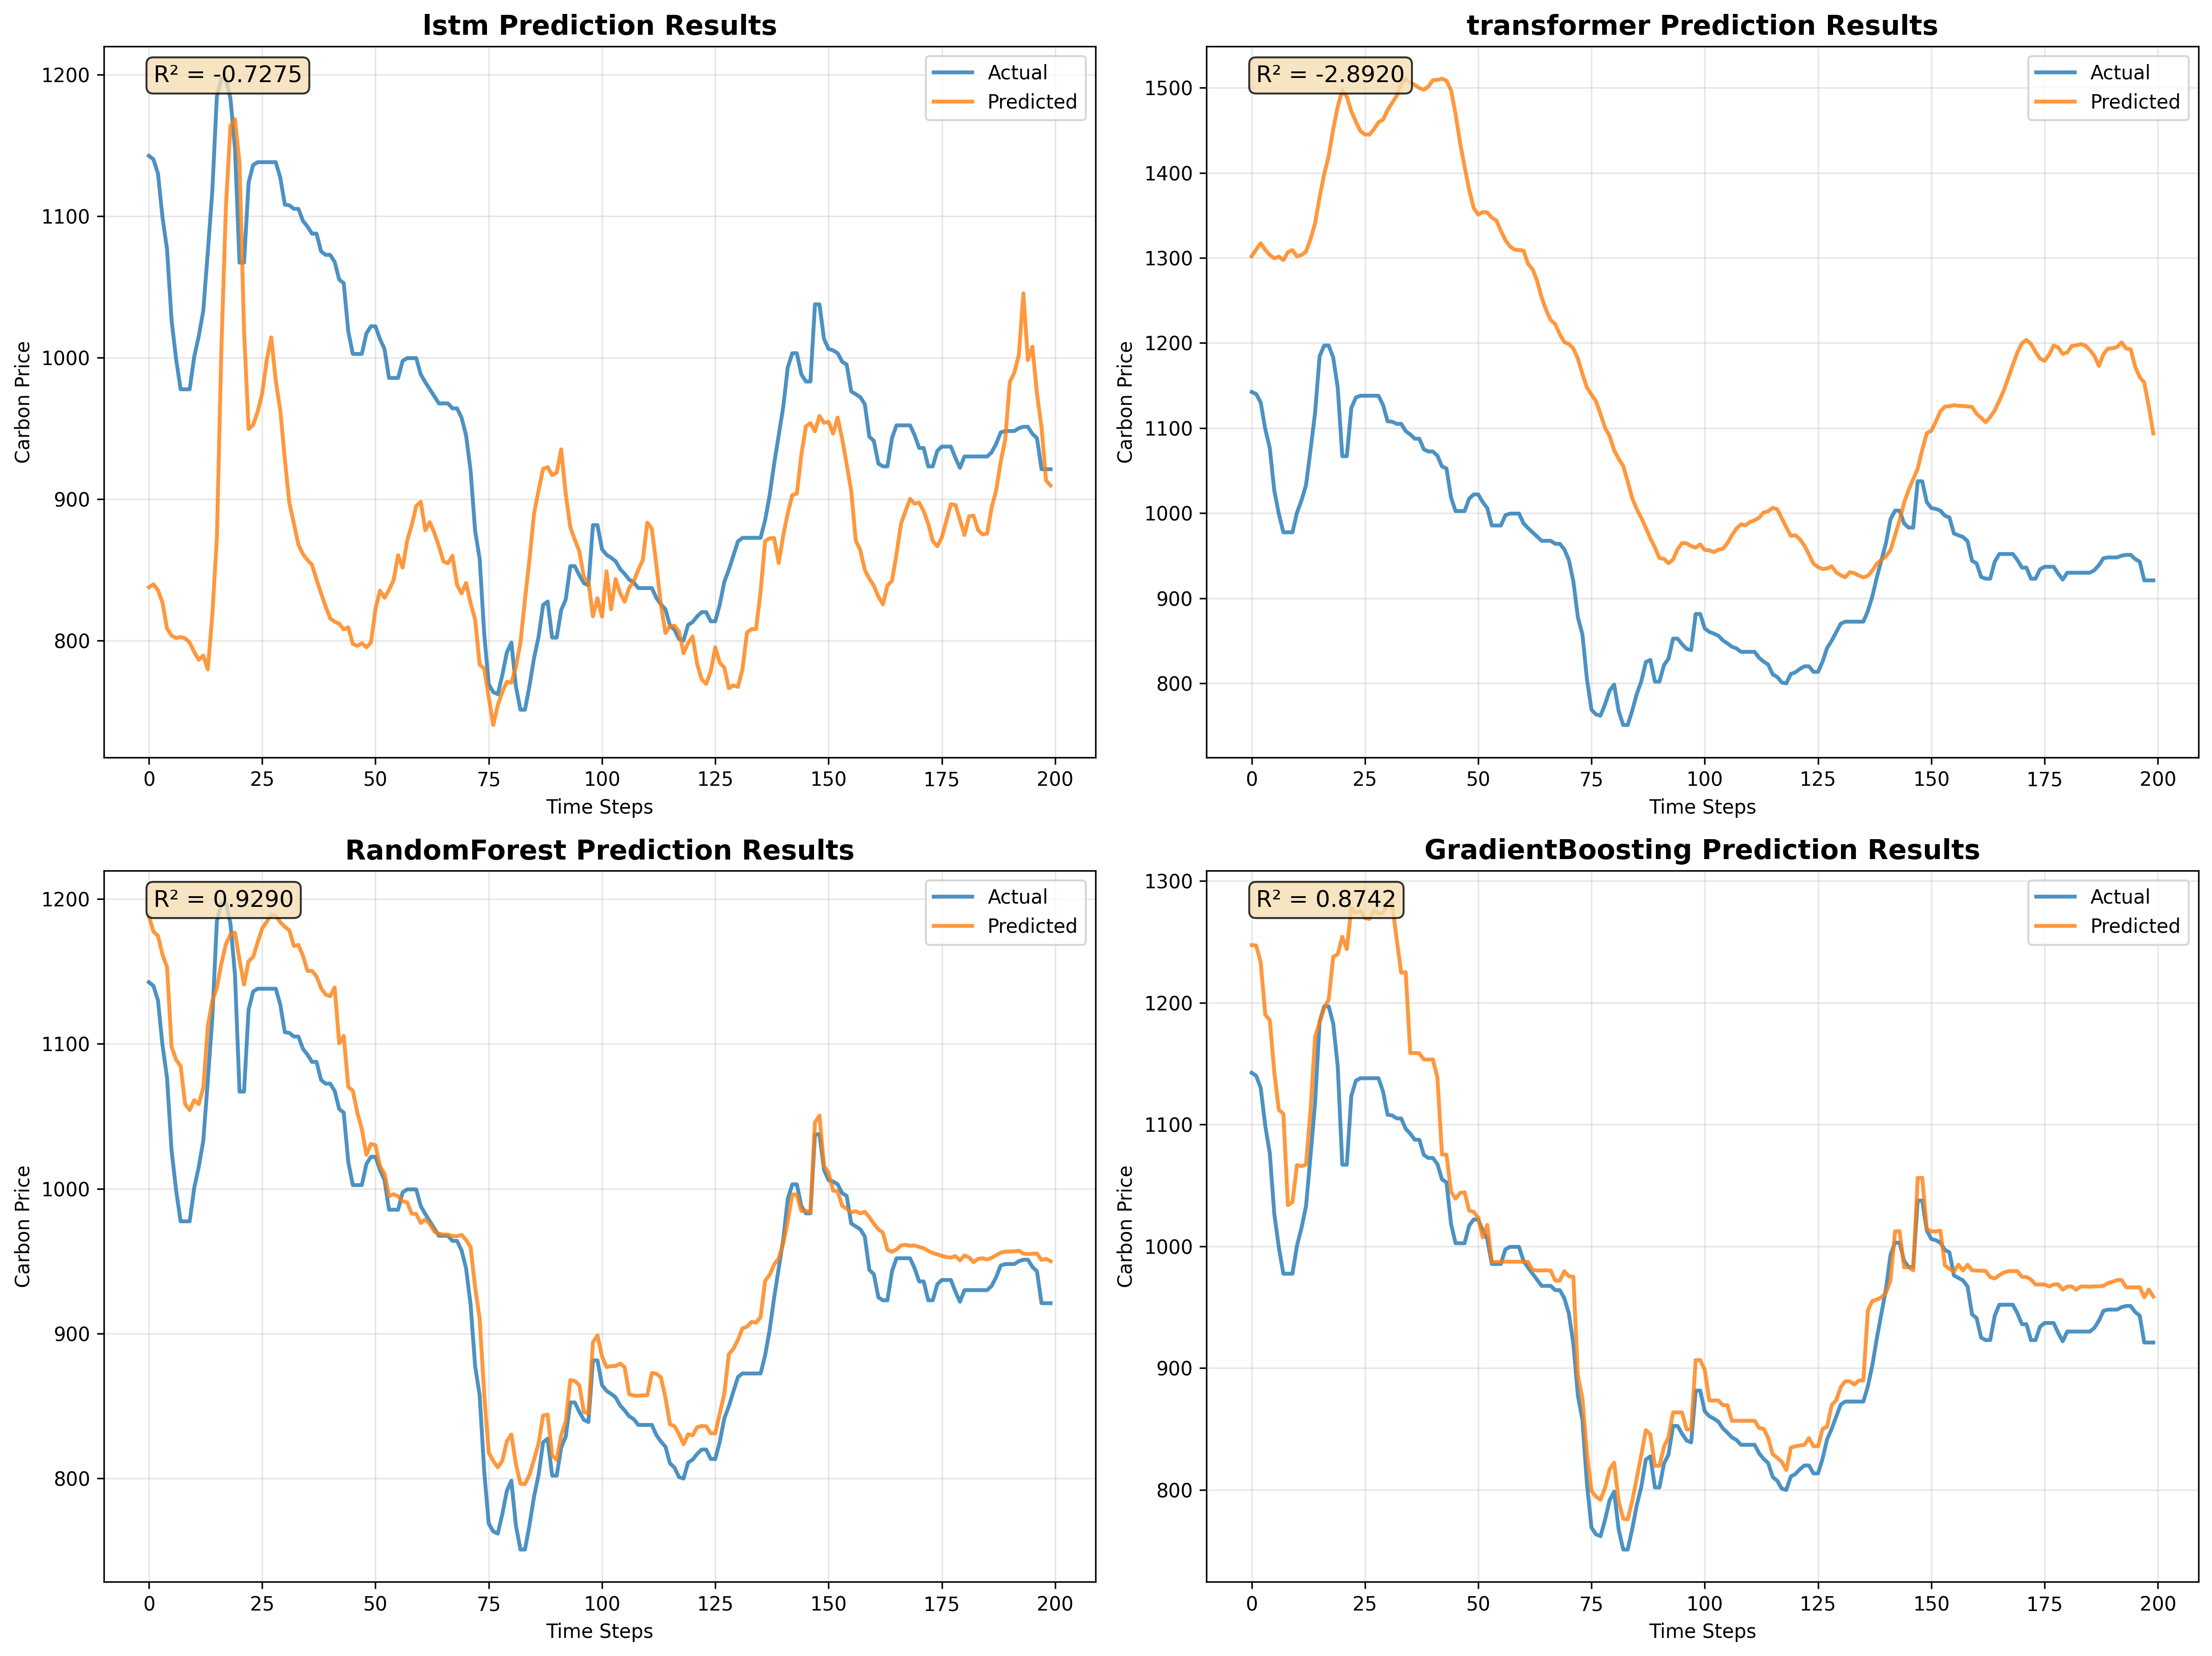 lstm Prediction Results
R² = -0.7275
Actual
Predicted
1200
1100
1000
900
800
Carbon Price
0 25 50 75 100 125 150 175 200
Time Steps
transformer Prediction Results
R² = -2.8920
Actual
Predicted
1500
1400
1300
1200
1100
1000
900
800
Carbon Price
0 25 50 75 100 125 150 175 200
Time Steps
RandomForest Prediction Results
R² = 0.9290
Actual
Predicted
1200
1100
1000
900
800
Carbon Price
0 25 50 75 100 125 150 175 200
Time Steps
GradientBoosting Prediction Results
R² = 0.8742
Actual
Predicted
1300
1200
1100
1000
900
800
Carbon Price
0 25 50 75 100 125 150 175 200
Time Steps